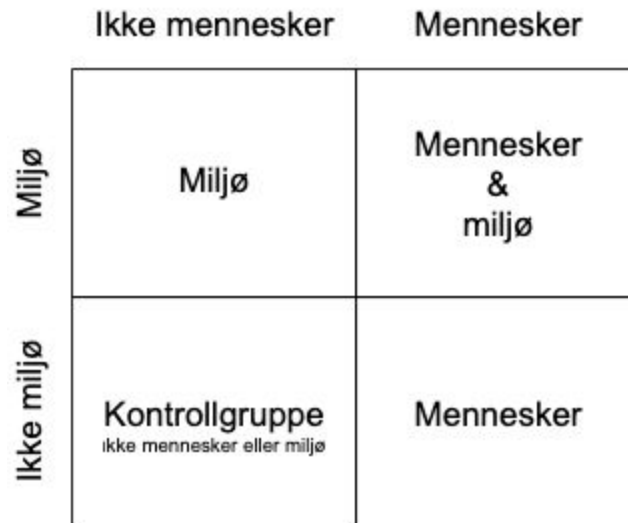 Ikke mennesker Mennesker
Miljø
Miljø
Mennesker
&
miljø
Ikke miljø
Kontrollgruppe
ikke mennesker eller miljø
Mennesker